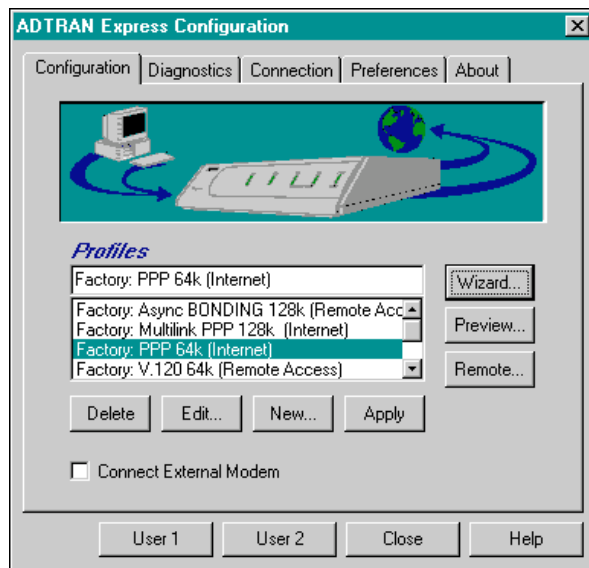 ADTRAN Express Configuration
Configuration Diagnostics Connection Preferences About
Profiles
Factory: PPP 64k (Internet)
Factory: Async BONDING 128k (Remote Acc
Factory: Multilink PPP 128k (Internet)
Factory: PPP 64k (Internet)
Factory: V.120 64k (Remote Access)
Wizard...
Preview...
Remote...
Delete Edit... New... Apply
Connect External Modem
User 1 User 2 Close Help